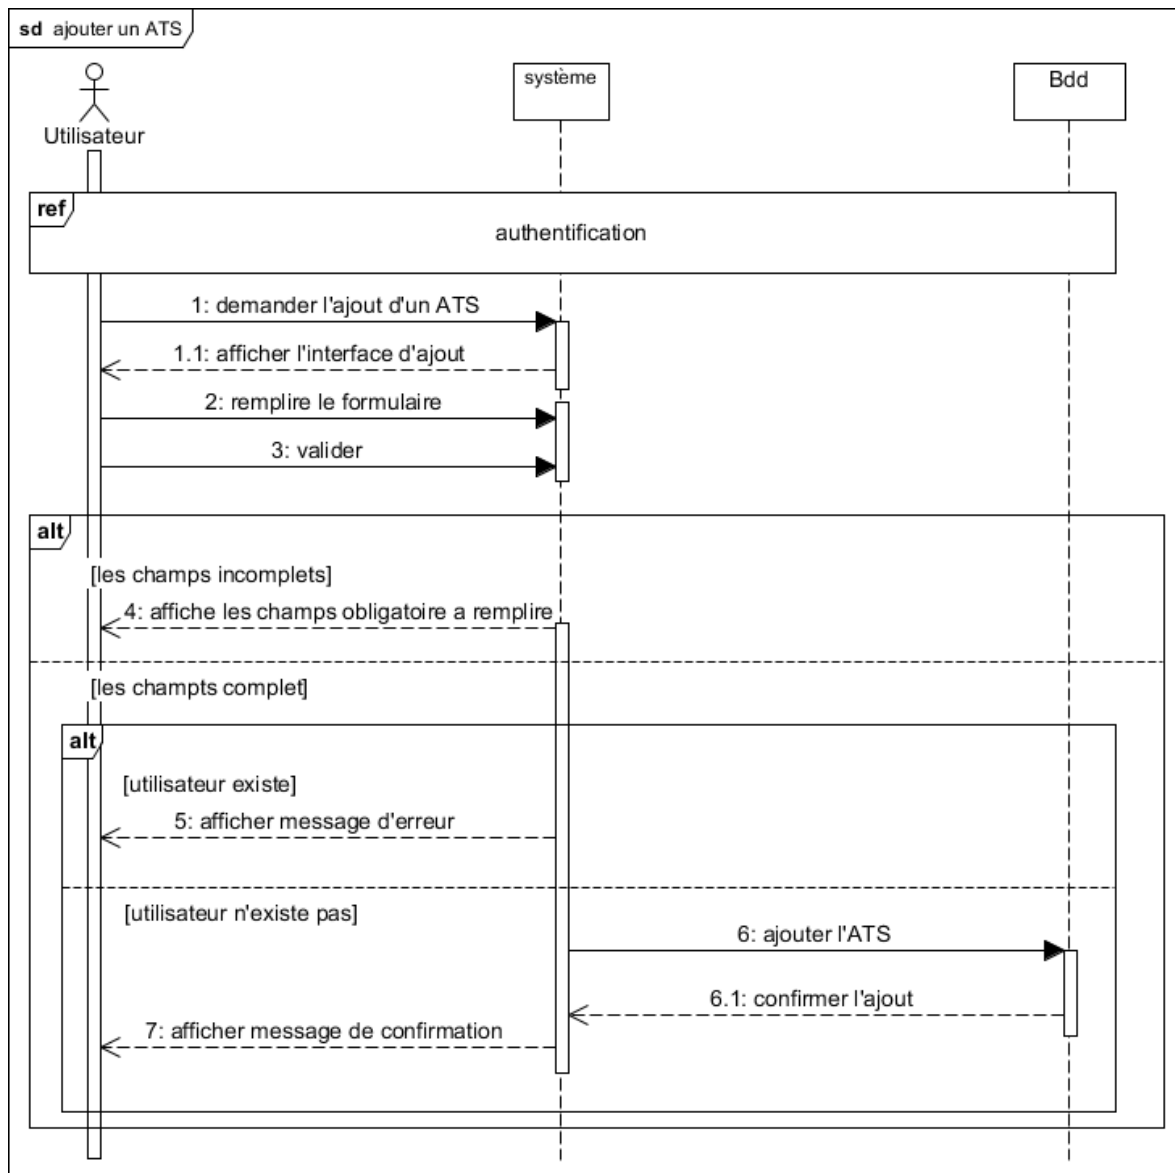 sd ajouter un ATS
système
Bdd
Utilisateur
ref
authentification
1: demander l'ajout d'un ATS
1.1: afficher l'interface d'ajout
2: remplire le formulaire
3: valider
alt
[les champs incomplets]
4: affiche les champs obligatoire a remplire
[les champts complet]
alt
[utilisateur existe]
5: afficher message d'erreur
[utilisateur n'existe pas]
6: ajouter l'ATS
6.1: confirmer l'ajout
7: afficher message de confirmation